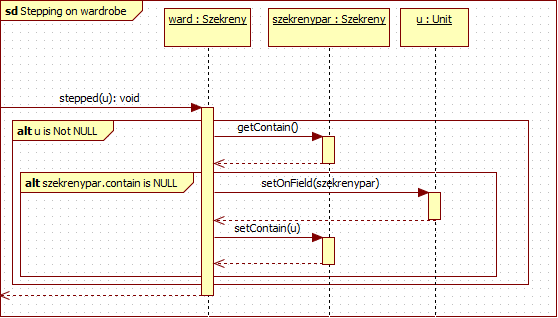 sd Stepping on wardrobe
ward : Szekreny
szekrenypar : Szekreny
u : Unit
stepped(u): void
alt u is Not NULL
getContain()
alt szekrenypar.contain is NULL
setOnField(szekrenypar)
setContain(u)